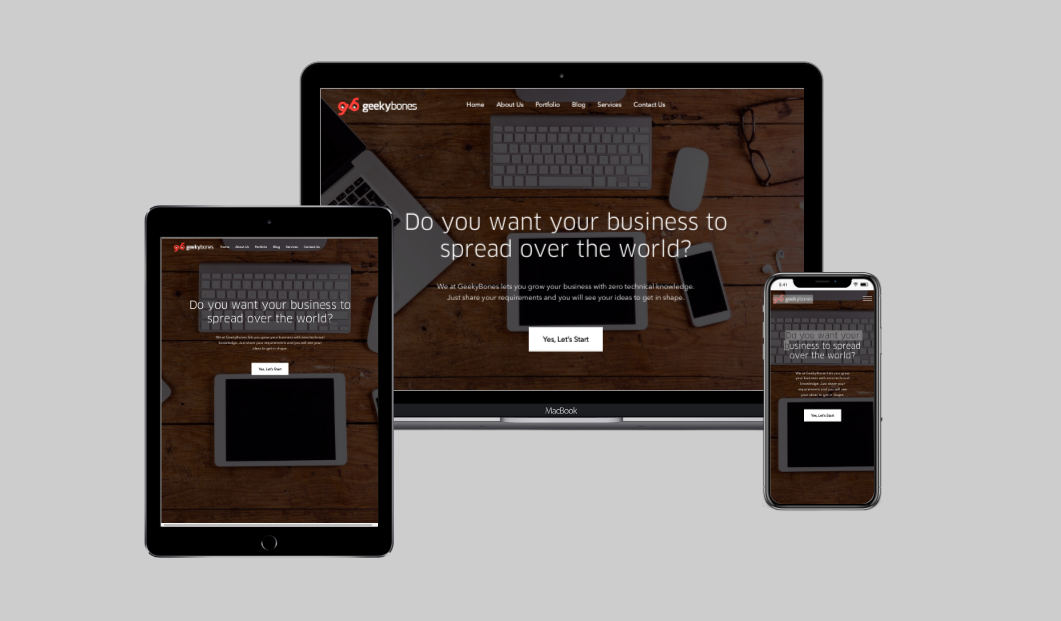 geekybones
Home About Us Portfolio Blog Services Contact Us
Do you want your business to
spread over the world?
We at GeekyBones lets you grow your business with zero technical knowledge.
Just share your requirements and you will see your ideas to get in shape.
Yes, Let's Start
MacBook
geekybones
Home About Us Portfolio Blog Services Contact Us
Do you want your business to
spread over the world?
We at GeekyBones lets you grow your business with zero technical
knowledge. Just share your requirements and you will see your
ideas to get in shape.
Yes, Let's Start
9:41
geekybones
Do you want your
business to spread
over the world?
We at GeekyBones lets you grow
your business with zero technical
knowledge. Just share your
requirements and you will see
your ideas to get in shape.
Yes, Let's Start